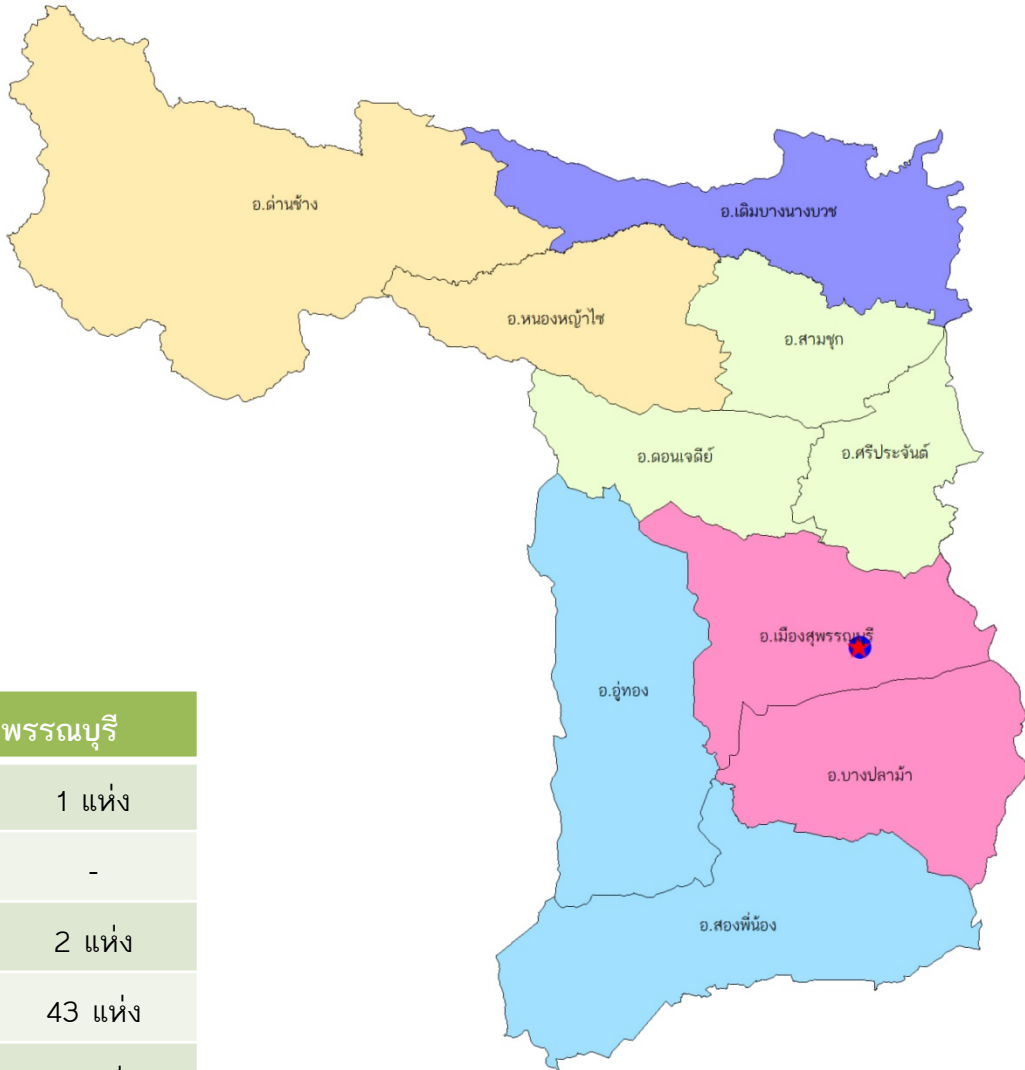 อ.ด่านช้าง
อ.เดิมบางนางบวช
อ.หนองหญ้าไซ
อ.สามชุก
อ.ดอนเจดีย์
อ.ศรีประจันต์
อ.เมืองสุพรรณบุรี
อ.อู่ทอง
อ.บางปลาม้า
อ.สองพี่น้อง
พรรณบุรี
1 แห่ง
-
2 แห่ง
43 แห่ง